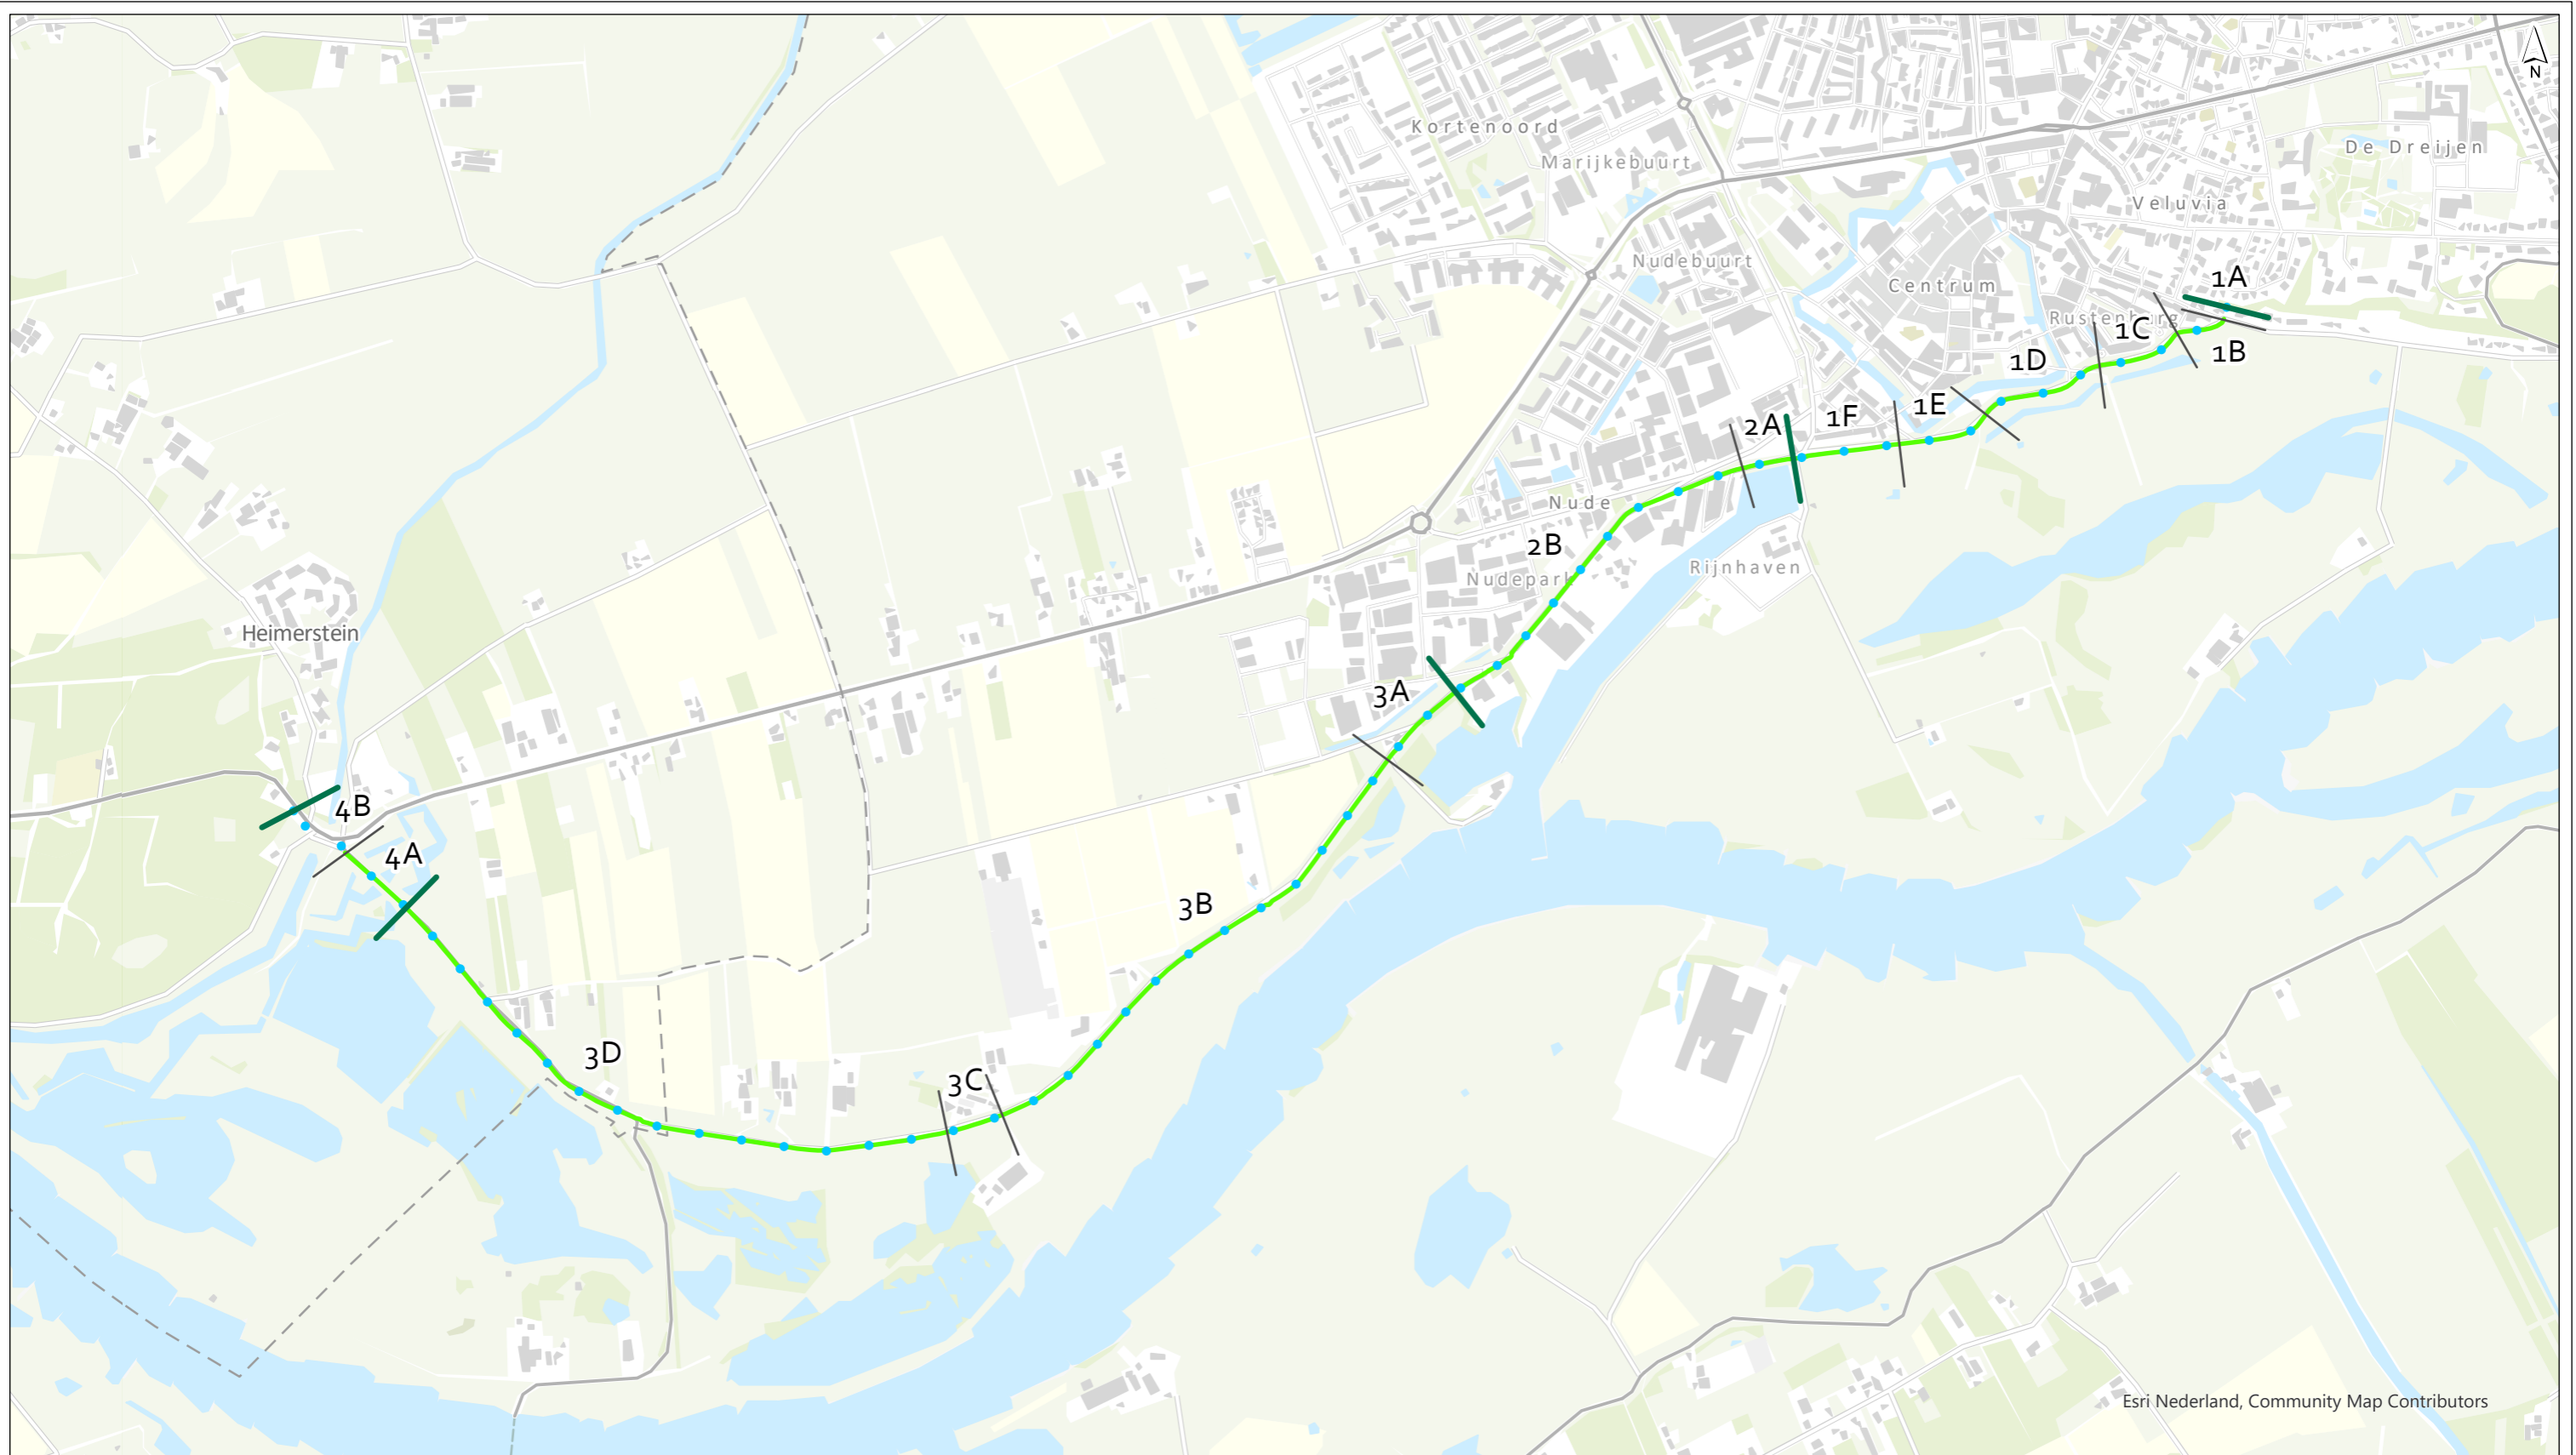 N
Kortenoord
Marijkebuurt
De Dreijen
Veluvia
Nudebuurt
Centrum
1A
Rustenburg
1C
1B
1D
1E
1F
2A
Nude
2B
Rijnhaven
Nudepark
Heimerstein
3A
4B
4A
3B
3D
3C
Esri Nederland, Community Map Contributors